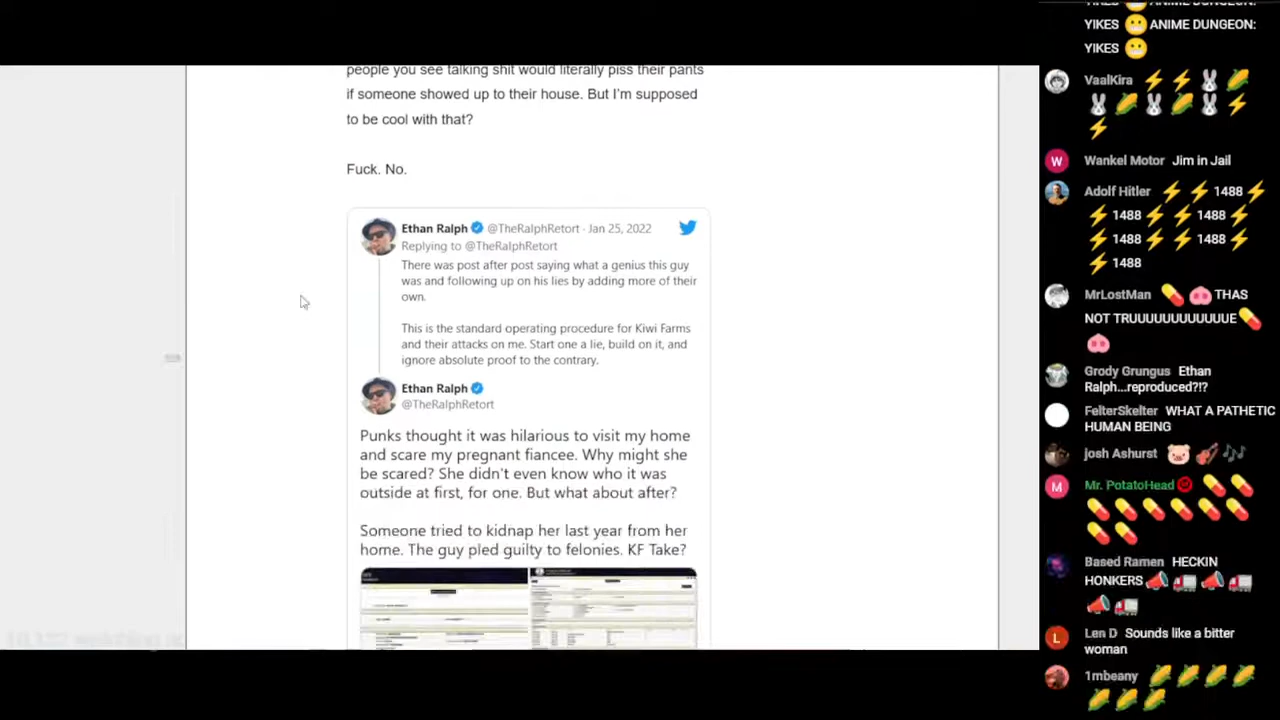 people you see talking shit would literally piss their pants
if someone showed up to their house. But I'm supposed
to be cool with that?
Fuck. No.
Ethan Ralph @TheRalphRetort · Jan 25, 2022
Replying to @TheRalphRetort
There was post after post saying what a genius this guy
was and following up on his lies by adding more of their
own.
This is the standard operating procedure for Kiwi Farms
and their attacks on me. Start one a lie, build on it, and
ignore absolute proof to the contrary.
Ethan Ralph
@TheRalphRetort
Punks thought it was hilarious to visit my home
and scare my pregnant fiancee. Why might she
be scared? She didn't even know who it was
outside at first, for one. But what about after?
Someone tried to kidnap her last year from her
home. The guy pled guilty to felonies. KF Take?
YIKES 😬 ANIME DUNGEON:
YIKES 😬 ANIME DUNGEON:
YIKES 😬
VaalKira ⚡ ⚡ 🐰 🌽
🐰 🌽 🐰 🌽 🐰 ⚡
⚡
W Wankel Motor Jim in Jail
Adolf Hitler ⚡ ⚡ 1488 ⚡
⚡ 1488 ⚡ ⚡ 1488 ⚡
⚡ 1488 ⚡ ⚡ 1488 ⚡
⚡ 1488
MrLostMan 💊 🐷 THAS
NOT TRUUUUUUUUUUUE 💊
🐷
Grody Grungus Ethan
Ralph...reproduced?!?
FelterSkelter WHAT A PATHETIC
HUMAN BEING
josh Ashurst 🐷 🎻 🎶
M Mr. PotatoHead 💊 💊
💊 💊 💊 💊 💊 💊
💊 💊
Based Ramen HECKIN
HONKERS 📣 🚚 📣 🚚
📣 🚚
L Len D Sounds like a bitter
woman
1mbeany 🌽 🌽 🌽 🌽
🌽 🌽 🌽